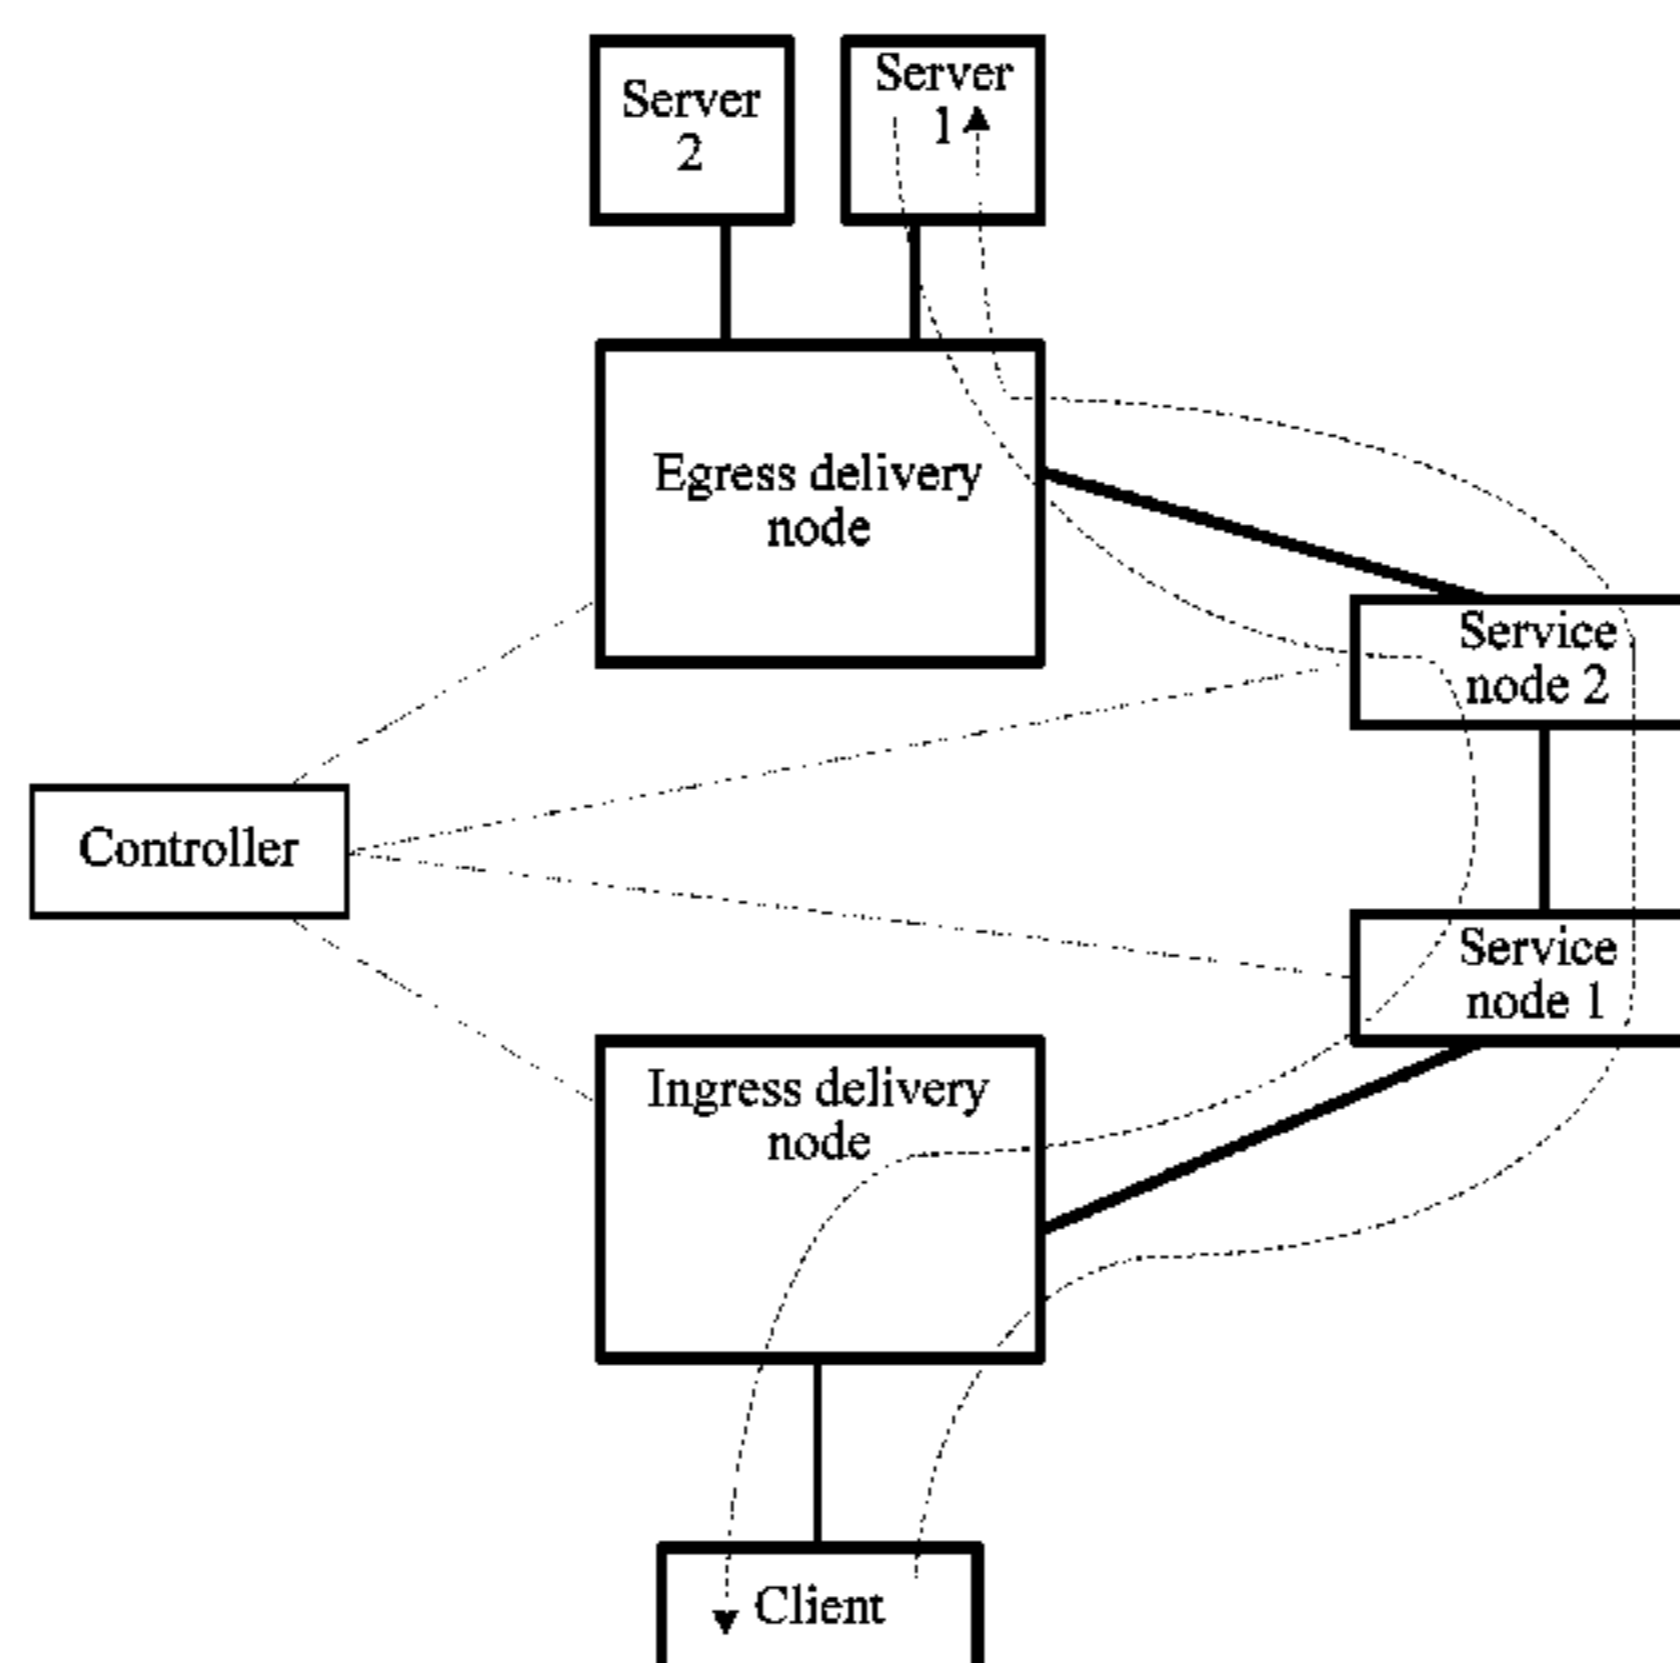 Server
2
Server
1
Egress delivery
node
Service
node 2
Controller
Service
node 1
Ingress delivery
node
Client